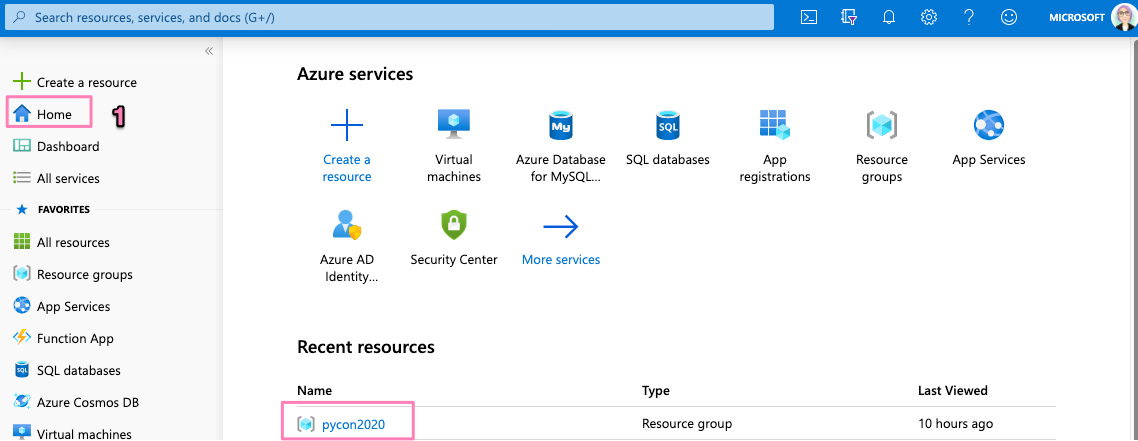 Search resources, services, and docs (G+/)
MICROSOFT
«
Create a resource
Home
1
Dashboard
All services
FAVORITES
All resources
Resource groups
App Services
Function App
SQL databases
Azure Cosmos DB
Virtual machines
Azure services
Create a
resource
Virtual
machines
Azure Database
for MySQL...
SQL databases
App
registrations
Resource
groups
App Services
Azure AD
Identity...
Security Center
More services
Recent resources
Name
Type
Last Viewed
pycon2020
Resource group
10 hours ago